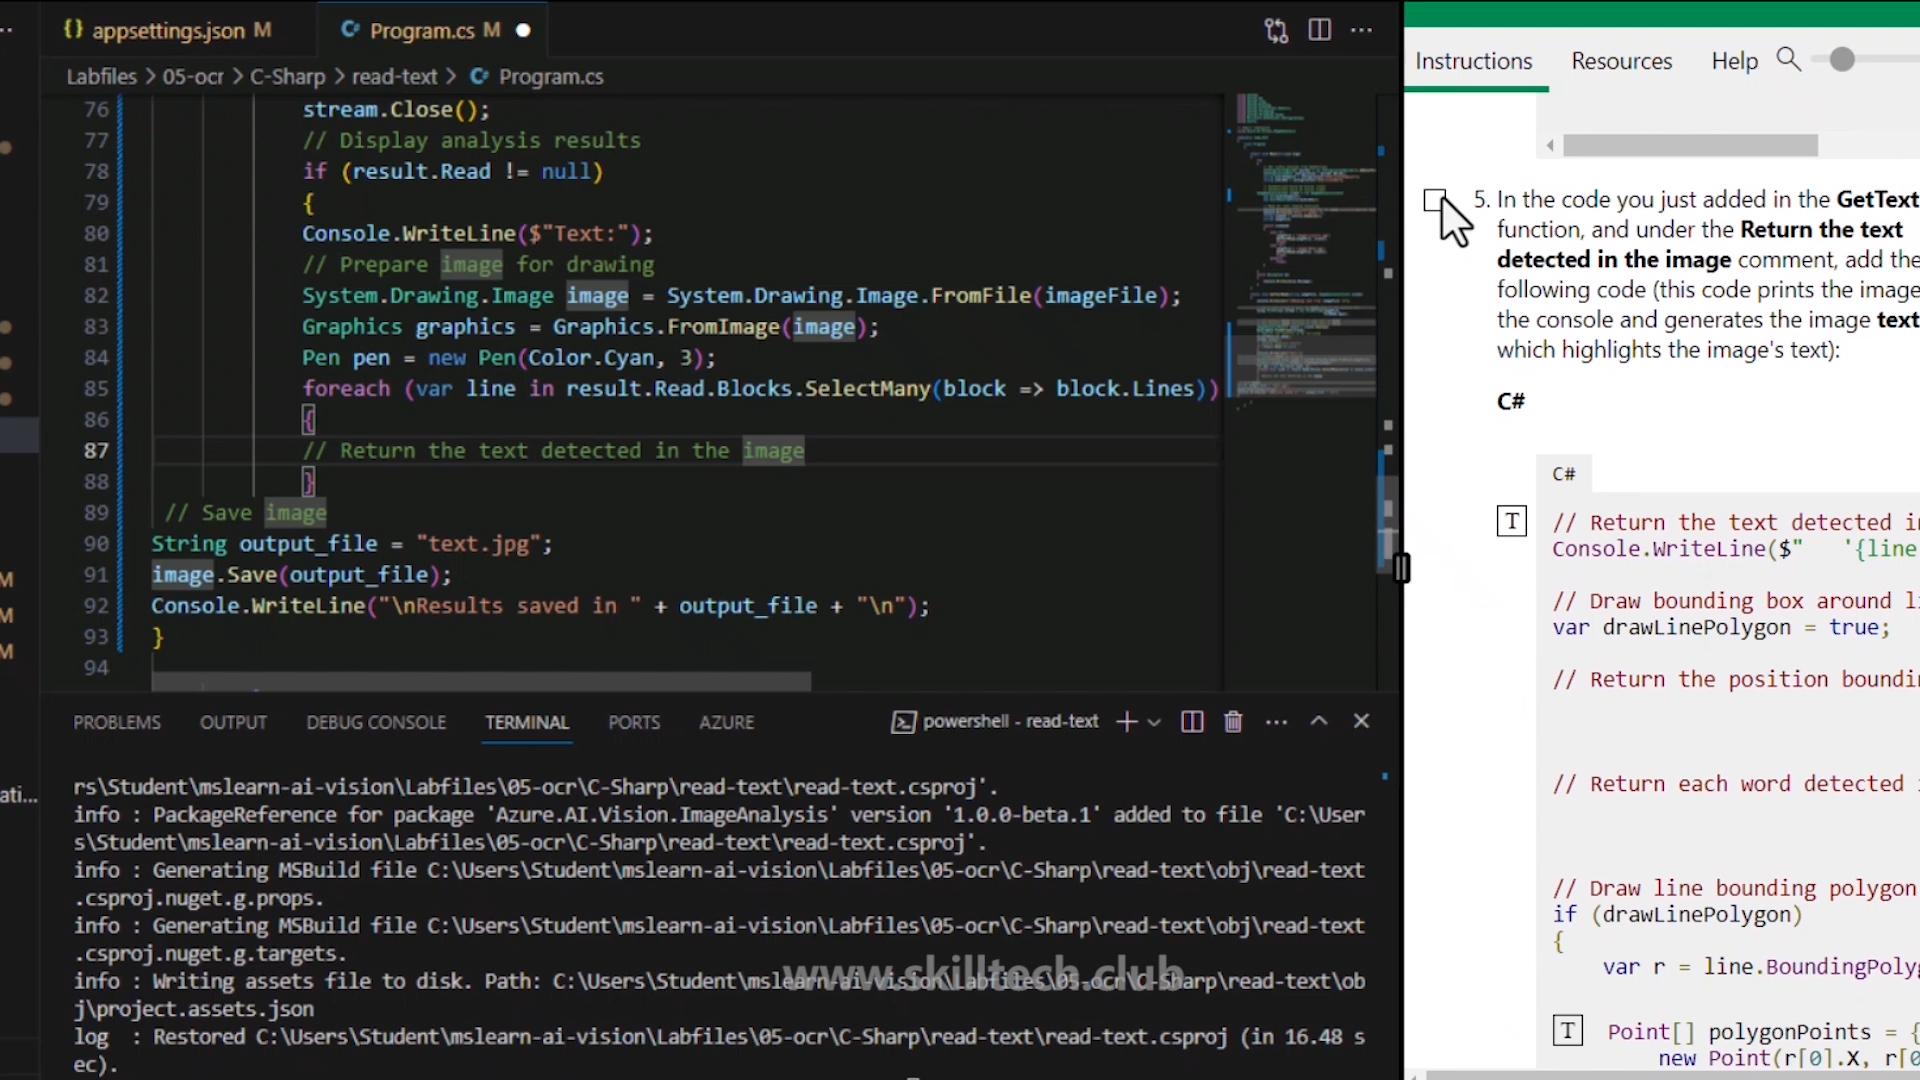 appsettings.json M
Program.cs M
Labfiles > 05-ocr > C-Sharp > read-text > Program.cs
76 stream.Close();
77 // Display analysis results
78 if (result.Read != null)
79 {
80 Console.WriteLine($"Text:");
81 // Prepare image for drawing
82 System.Drawing.Image image = System.Drawing.Image.FromFile(imageFile);
83 Graphics graphics = Graphics.FromImage(image);
84 Pen pen = new Pen(Color.Cyan, 3);
85 foreach (var line in result.Read.Blocks.SelectMany(block => block.Lines))
86 {
87 // Return the text detected in the image
88 }
89 // Save image
90 String output_file = "text.jpg";
91 image.Save(output_file);
92 Console.WriteLine("\nResults saved in " + output_file + "\n");
93 }
94
M
M
M
ati...
PROBLEMS OUTPUT DEBUG CONSOLE TERMINAL PORTS AZURE
powershell - read-text
rs\Student\mslearn-ai-vision\Labfiles\05-ocr\C-Sharp\read-text\read-text.csproj'.
info : PackageReference for package 'Azure.AI.Vision.ImageAnalysis' version '1.0.0-beta.1' added to file 'C:\User
s\Student\mslearn-ai-vision\Labfiles\05-ocr\C-Sharp\read-text\read-text.csproj'.
info : Generating MSBuild file C:\Users\Student\mslearn-ai-vision\Labfiles\05-ocr\C-Sharp\read-text\obj\read-text
.csproj.nuget.g.props.
info : Generating MSBuild file C:\Users\Student\mslearn-ai-vision\Labfiles\05-ocr\C-Sharp\read-text\obj\read-text
.csproj.nuget.g.targets.
info : Writing assets file to disk. Path: C:\Users\Student\mslearn-ai-vision\Labfiles\05-ocr\C-Sharp\read-text\ob
j\project.assets.json
log : Restored C:\Users\Student\mslearn-ai-vision\Labfiles\05-ocr\C-Sharp\read-text\read-text.csproj (in 16.48 s
ec).
www.skilltech.club
Instructions Resources Help
5. In the code you just added in the GetText
function, and under the Return the text
detected in the image comment, add the
following code (this code prints the image
the console and generates the image text
which highlights the image's text):
C#
C#
T
// Return the text detected i
Console.WriteLine($" '{line
// Draw bounding box around l
var drawLinePolygon = true;
// Return the position boundi
// Return each word detected
// Draw line bounding polygon
if (drawLinePolygon)
{
var r = line.BoundingPoly
T
Point[] polygonPoints = {
new Point(r[0].X, r[0